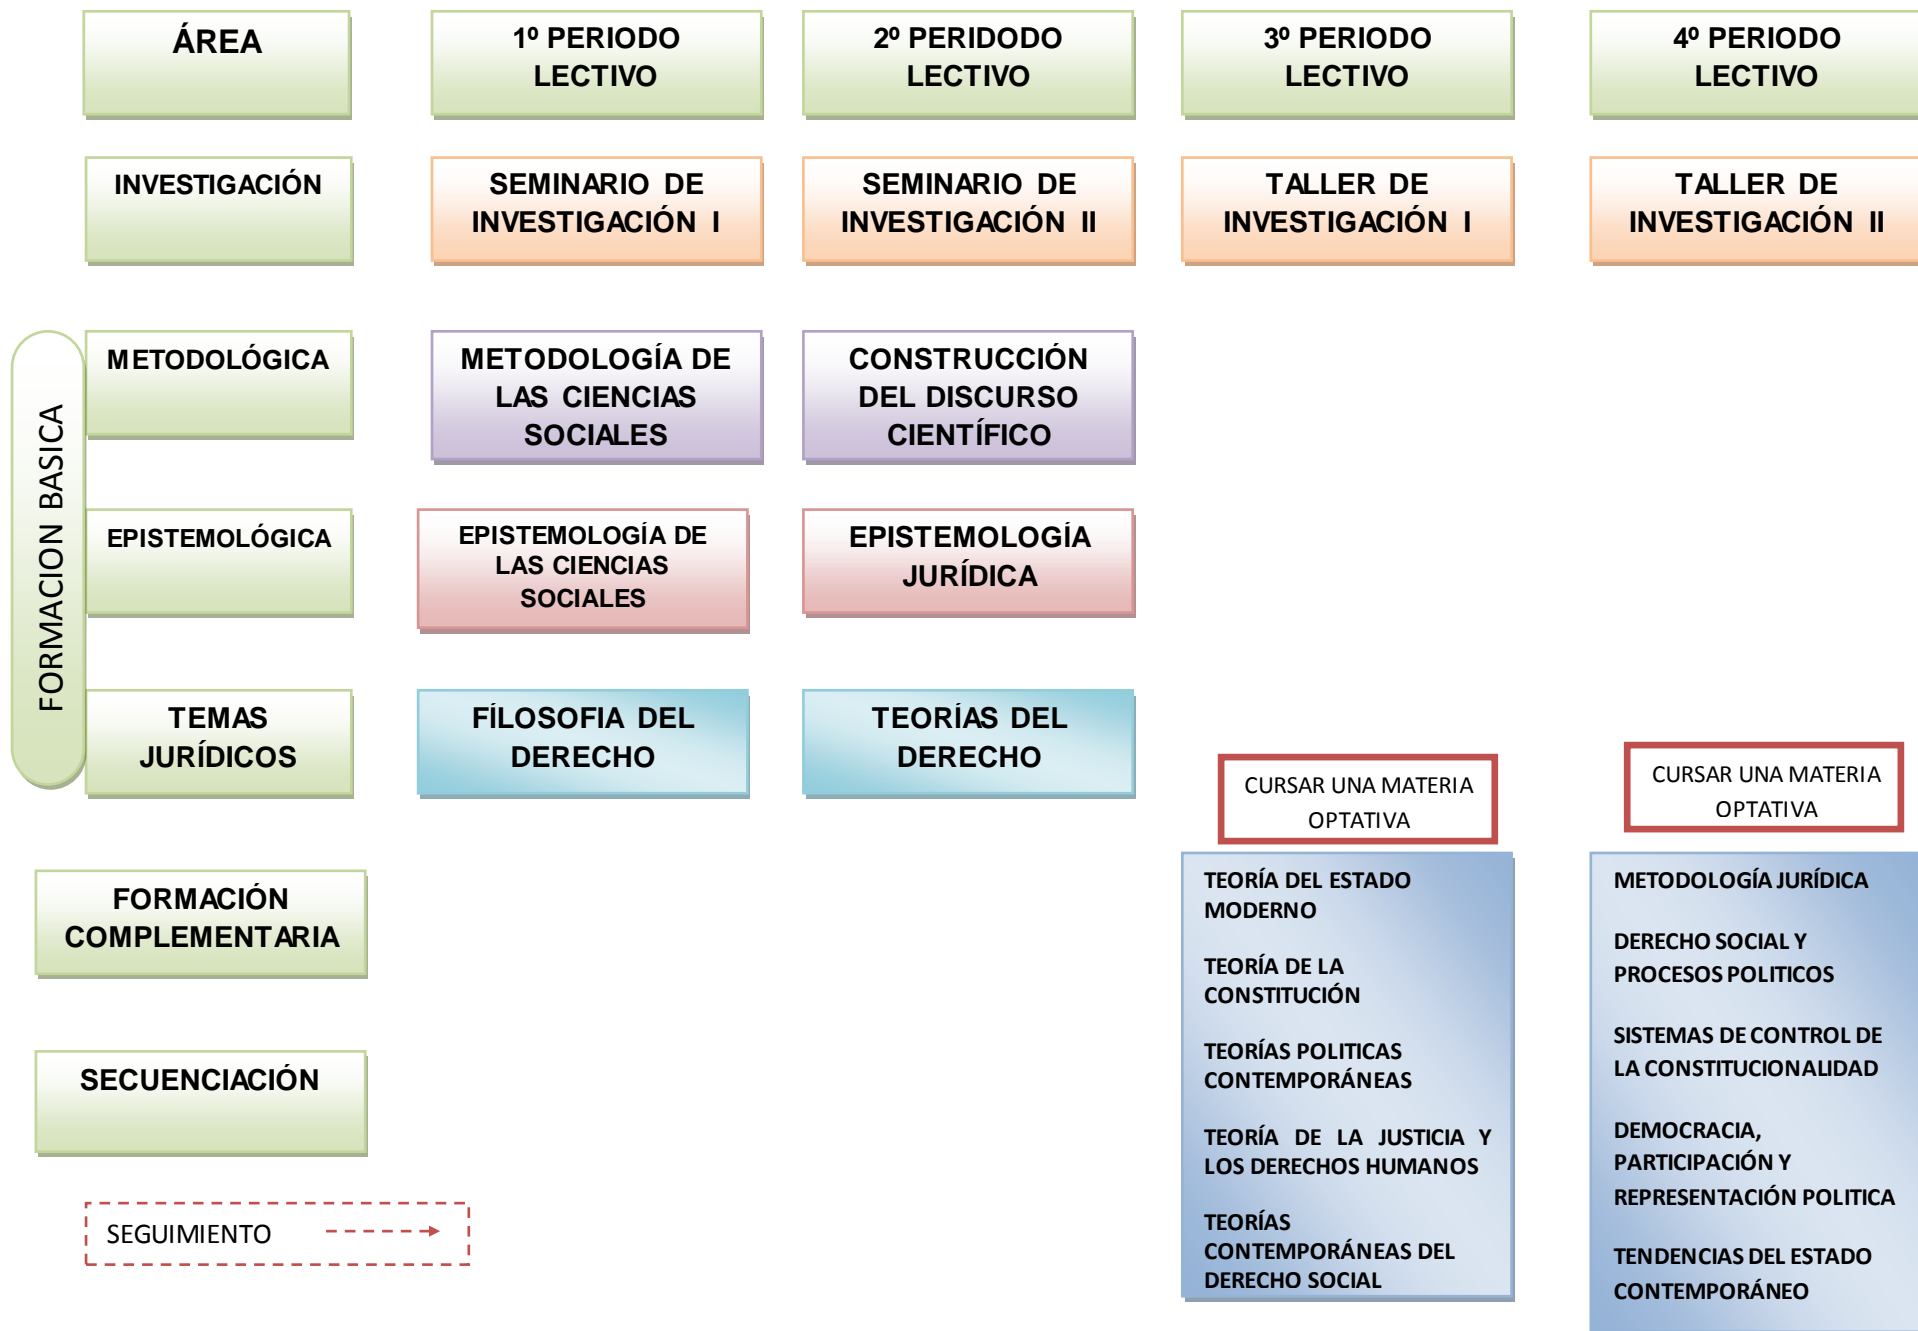 ÁREA
1º PERIODO
LECTIVO
2º PERIDODO
LECTIVO
3º PERIODO
LECTIVO
4º PERIODO
LECTIVO
INVESTIGACIÓN
SEMINARIO DE
INVESTIGACIÓN I
SEMINARIO DE
INVESTIGACIÓN II
TALLER DE
INVESTIGACIÓN I
TALLER DE
INVESTIGACIÓN II
FORMACION BASICA
METODOLÓGICA
METODOLOGÍA DE
LAS CIENCIAS
SOCIALES
CONSTRUCCIÓN
DEL DISCURSO
CIENTÍFICO
EPISTEMOLÓGICA
EPISTEMOLOGÍA DE
LAS CIENCIAS
SOCIALES
EPISTEMOLOGÍA
JURÍDICA
TEMAS
JURÍDICOS
FÍLOSOFIA DEL
DERECHO
TEORÍAS DEL
DERECHO
CURSAR UNA MATERIA
OPTATIVA
CURSAR UNA MATERIA
OPTATIVA
FORMACIÓN
COMPLEMENTARIA
SECUENCIACIÓN
SEGUIMIENTO
TEORÍA DEL ESTADO
MODERNO
TEORÍA DE LA
CONSTITUCIÓN
TEORÍAS POLITICAS
CONTEMPORÁNEAS
TEORÍA DE LA JUSTICIA Y
LOS DERECHOS HUMANOS
TEORÍAS
CONTEMPORÁNEAS DEL
DERECHO SOCIAL
METODOLOGÍA JURÍDICA
DERECHO SOCIAL Y
PROCESOS POLITICOS
SISTEMAS DE CONTROL DE
LA CONSTITUCIONALIDAD
DEMOCRACIA,
PARTICIPACIÓN Y
REPRESENTACIÓN POLITICA
TENDENCIAS DEL ESTADO
CONTEMPORÁNEO